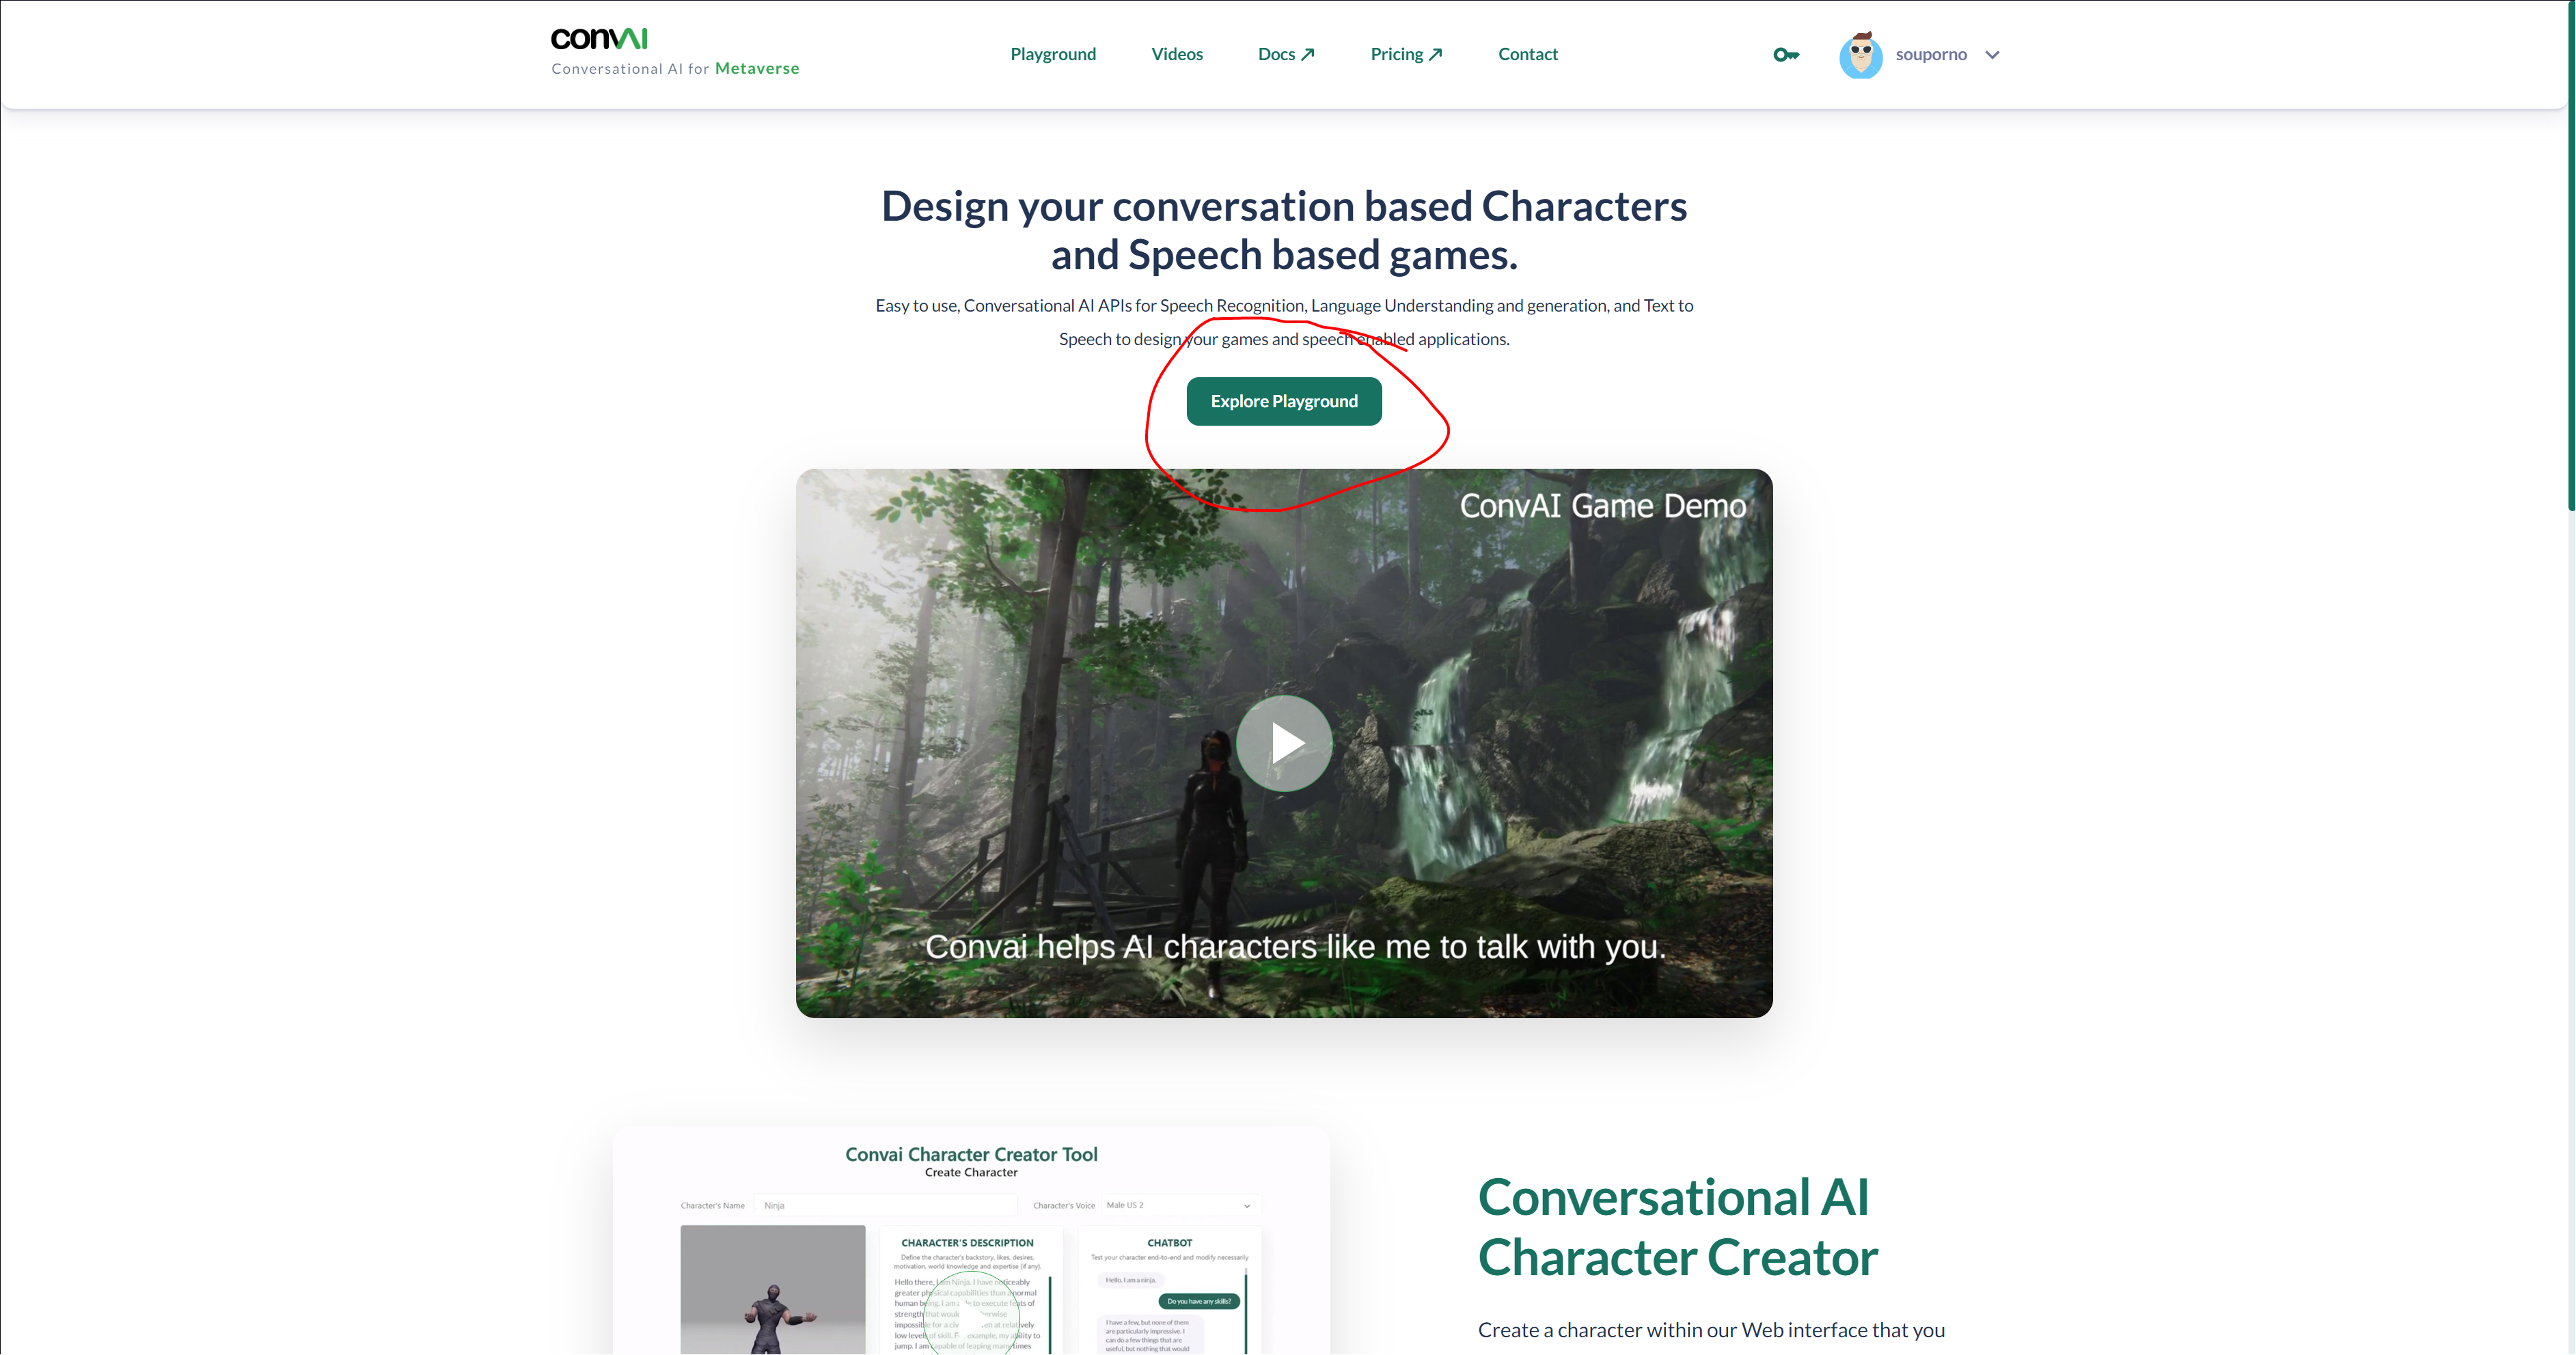 convAI
Conversational AI for Metaverse
Playground
Videos
Docs
Pricing
Contact
souporno
Design your conversation based Characters
and Speech based games.
Easy to use, Conversational AI APIs for Speech Recognition, Language Understanding and generation, and Text to
Speech to design your games and speech enabled applications.
Explore Playground
ConvAI Game Demo
Convai helps AI characters like me to talk with you.
Convai Character Creator Tool
Create Character
Character's Name
Ninja
Character's Voice
Male US 2
CHARACTER'S DESCRIPTION
Define the character's backstory, likes, desires,
motivation, world knowledge and expertise (if any).
Hello there, I am Ninja. I have noticeably
greater physical capabilities than a normal
human being. I am to execute feats of
strength that would
impossible for a at relatively
low levels of skill. example, my ability to
jump. I am capable of leaping many times
CHATBOT
Test your character end-to-end and modify necessarily
Hello. I am a ninja.
Do you have any skills?
I have a few, but none of them
are particularly impressive. I
can do a few things that are
useful, but nothing that would
Conversational AI
Character Creator
Create a character within our Web interface that you